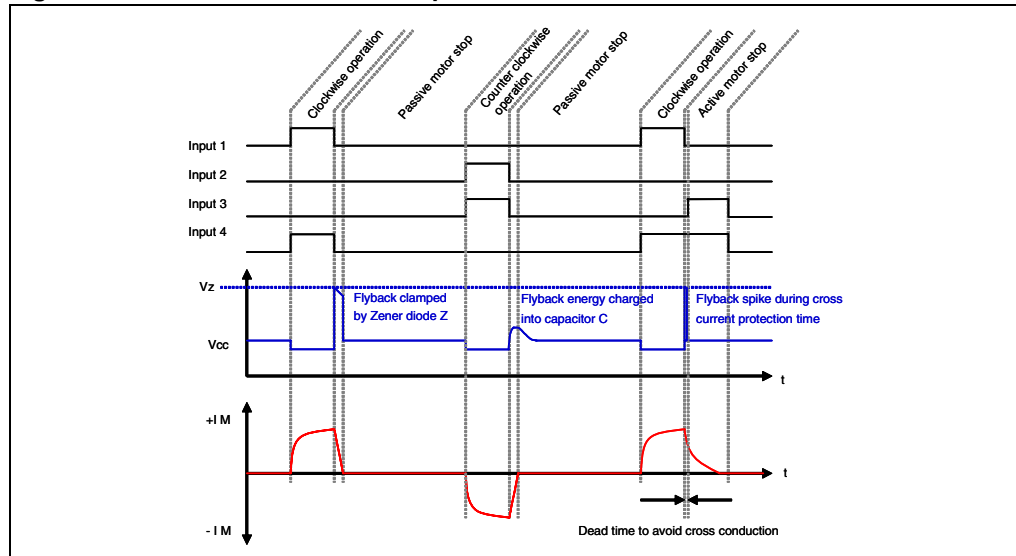 Clockwise operation
Passive motor stop
Counter clockwise
operation
Passive motor stop
Clockwise operation
Active motor stop
Input 1
Input 2
Input 3
Input 4
Vz
Flyback clamped
by Zener diode Z
Flyback energy charged
into capacitor C
Flyback spike during cross
current protection time
Vcc
t
+I M
t
- I M
Dead time to avoid cross conduction